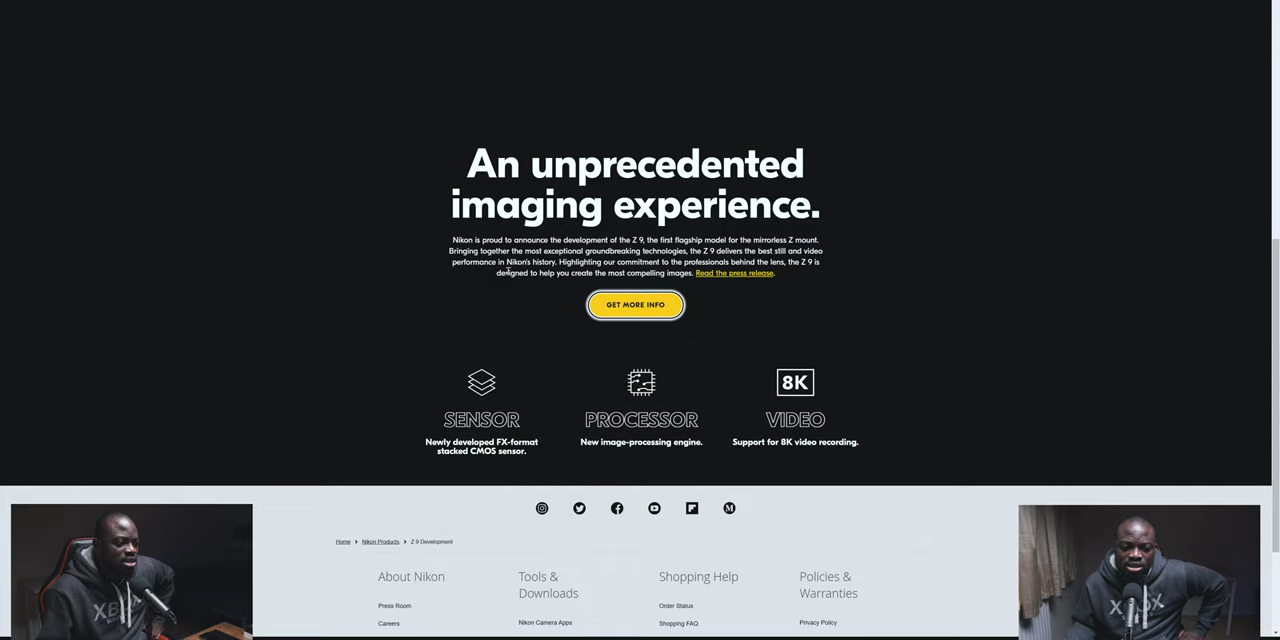 An unprecedented
imaging experience.
Nikon is proud to announce the development of the Z 9, the first flagship model for the mirrorless Z mount.
Bringing together the most exceptional groundbreaking technologies, the Z 9 delivers the best still and video
performance in Nikon's history. Highlighting our commitment to the professionals behind the lens, the Z 9 is
designed to help you create the most compelling images. Read the press release.
GET MORE INFO
8K
SENSOR
PROCESSOR
VIDEO
Newly developed FX-format
stacked CMOS sensor.
New image-processing engine.
Support for 8K video recording.
Home > Nikon Products > Z 9 Development
About Nikon
Tools &
Downloads
Shopping Help
Policies &
Warranties
Press Room
Order Status
Careers
Nikon Camera Apps
Shopping FAQ
Privacy Policy
XBOX